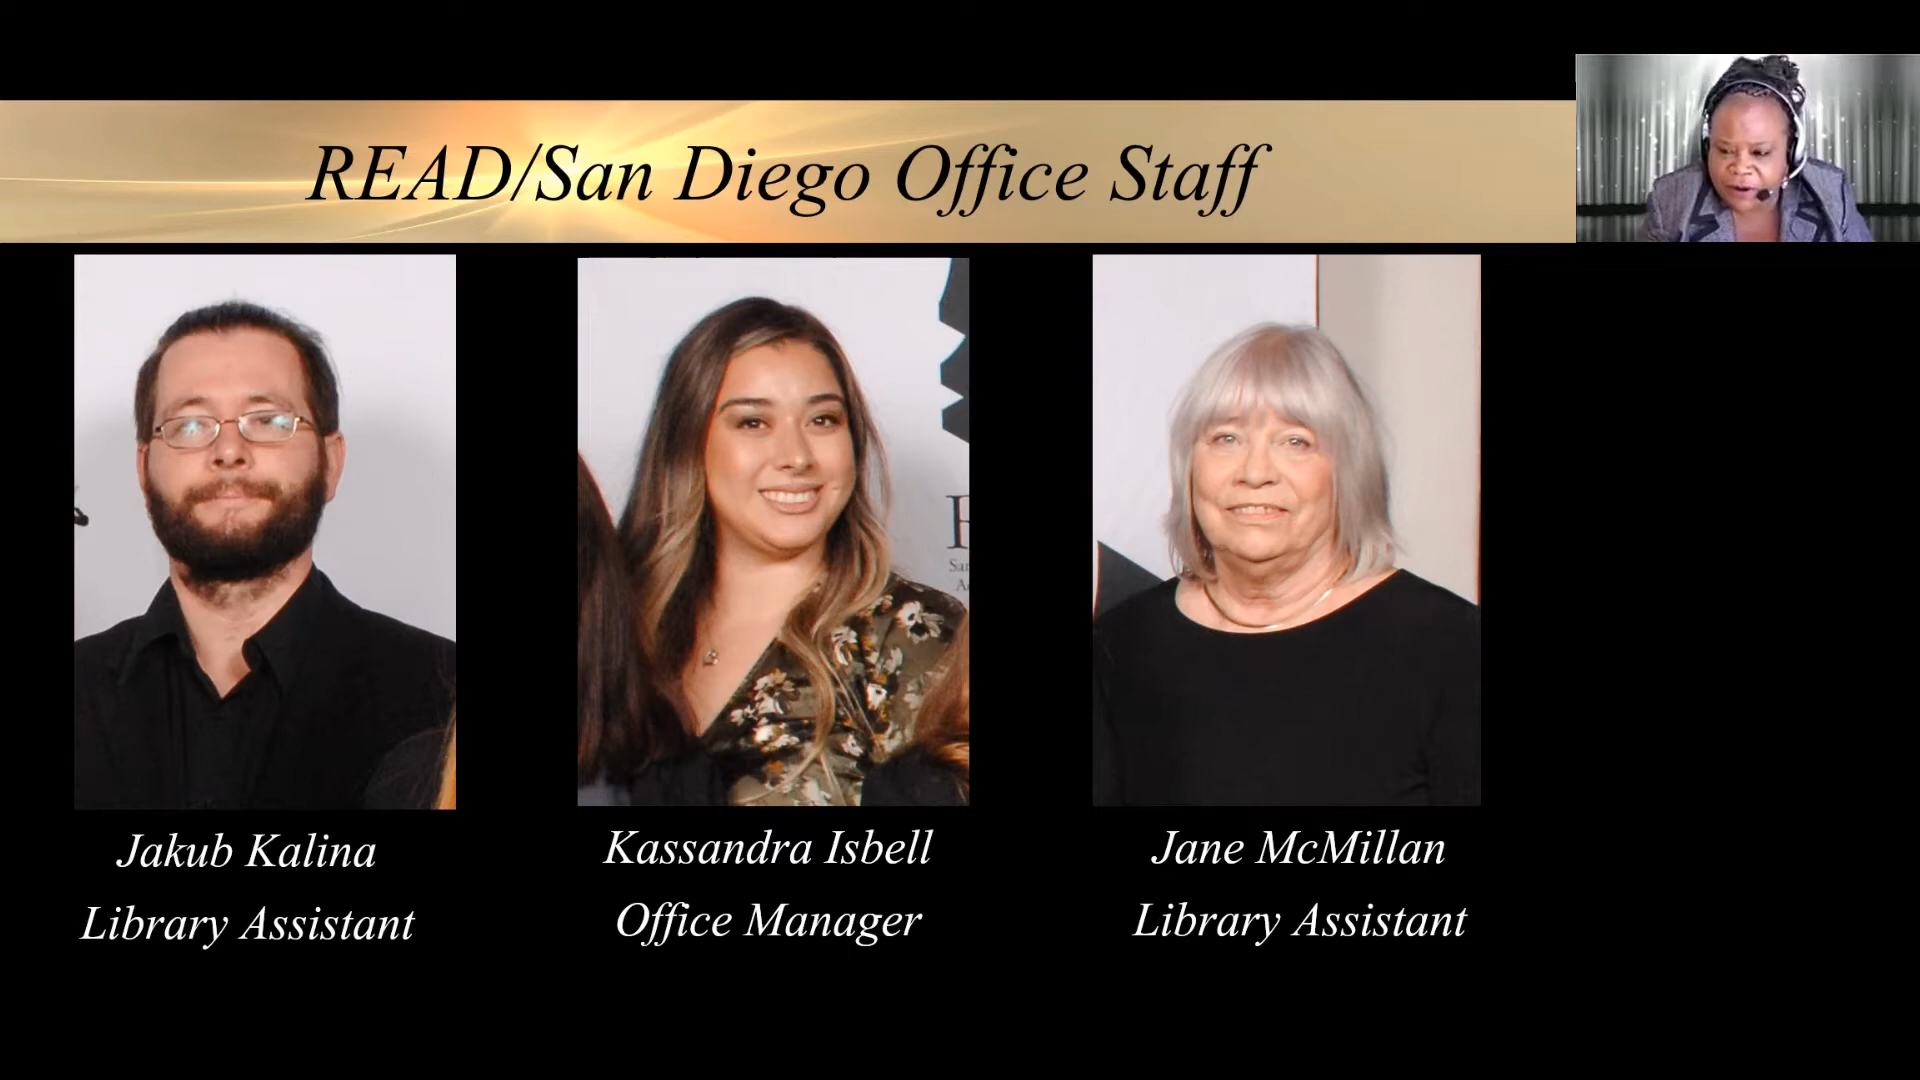 READ/San Diego Office Staff
Jakub Kalina
Library Assistant
Kassandra Isbell
Office Manager
Jane McMillan
Library Assistant